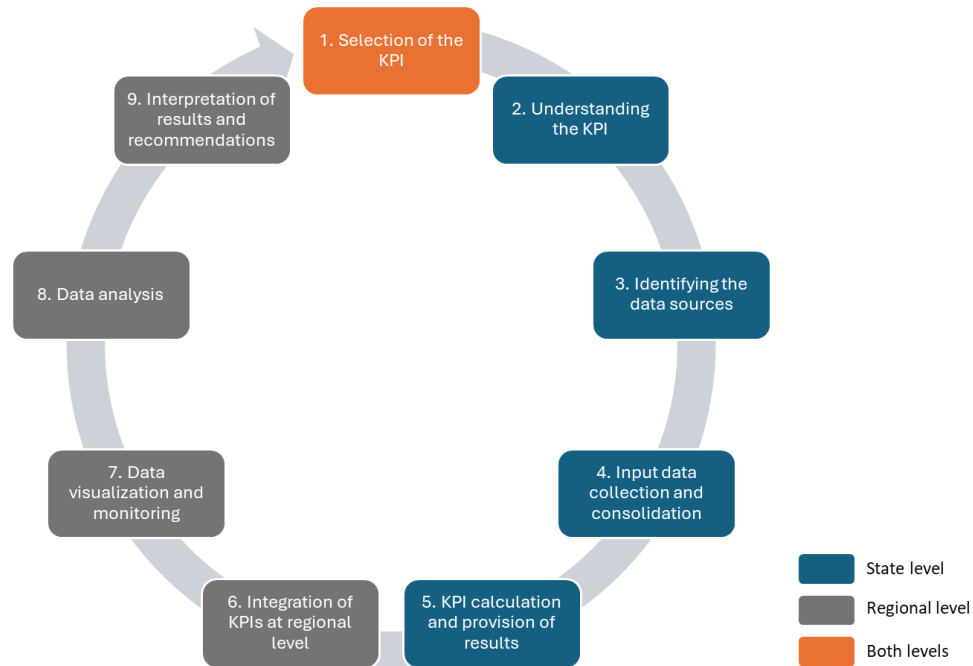 1. Selection of the
KPI
2. Understanding
the KPI
3. Identifying the
data sources
4. Input data
collection and
consolidation
5. KPI calculation
and provision of
results
6. Integration of
KPIs at regional
level
7. Data
visualization and
monitoring
8. Data analysis
9. Interpretation of
results and
recommendations
State level
Regional level
Both levels